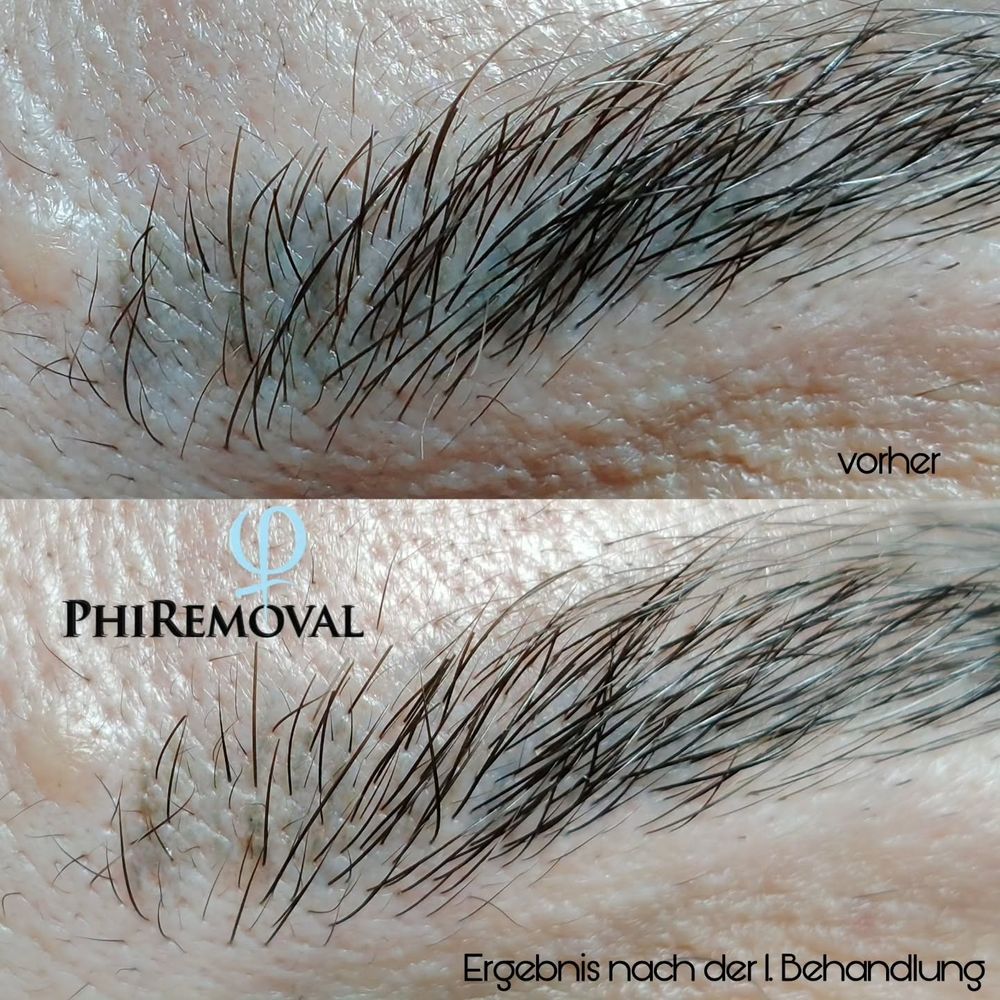 vorher
φ
PHIREMOVAL
Ergebnis nach der 1. Behandlung